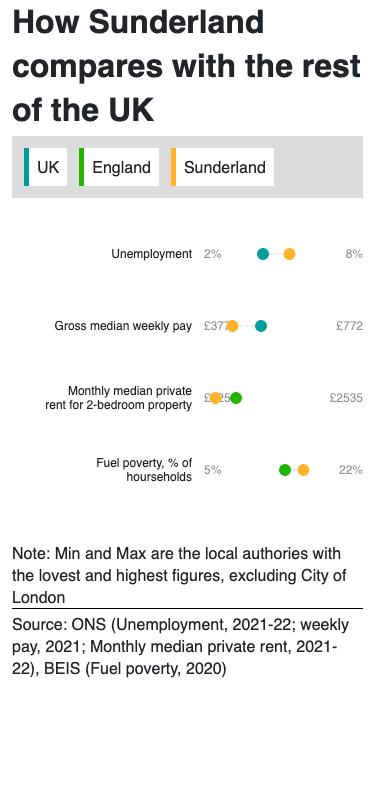 How Sunderland
compares with the rest
of the UK
UK England Sunderland
Unemployment 2% 8%
Gross median weekly pay £377 £772
Monthly median private
rent for 2-bedroom property £2535
Fuel poverty, % of
hourseholds 5% 22%
Note: Min and Max are the local authories with
the lovest and highest figures, excluding City of
London
Source: ONS (Unemployment, 2021-22; weekly
pay, 2021; Monthly median private rent, 2021-
22), BEIS (Fuel poverty, 2020)